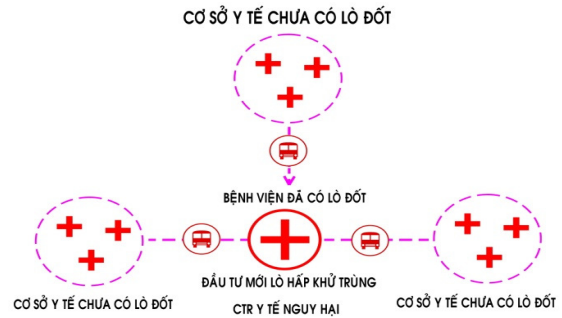 CƠ SỞ Y TẾ CHƯA CÓ LÒ ĐỐT
BỆNH VIỆN ĐÃ CÓ LÒ ĐỐT
ĐẦU TƯ MỚI LÒ HẤP KHỬ TRÙNG
CTR Y TẾ NGUY HẠI
CƠ SỞ Y TẾ CHƯA CÓ LÒ ĐỐT
CƠ SỞ Y TẾ CHƯA CÓ LÒ ĐỐT